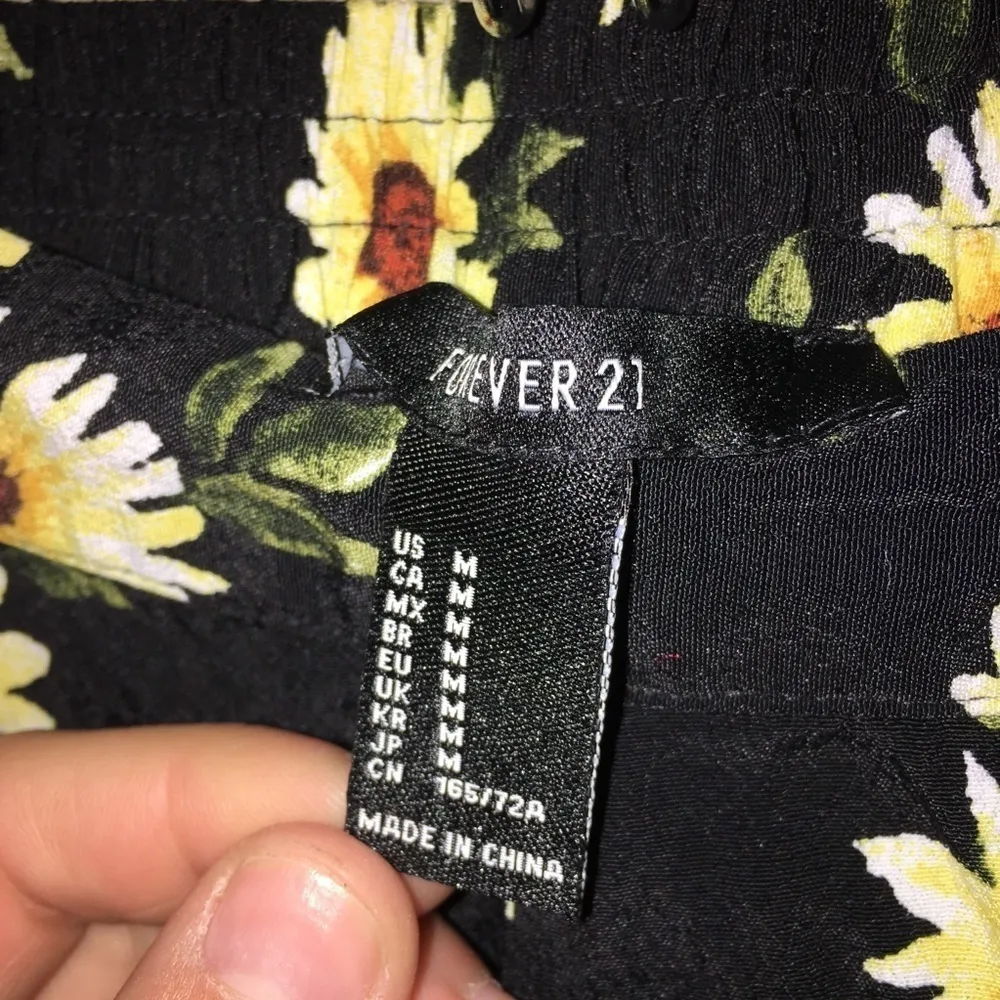 FOREVER 21
US M
CA M
MX M
BR M
EU M
UK M
KR M
JP M
CN 165/72A
MADE IN CHINA